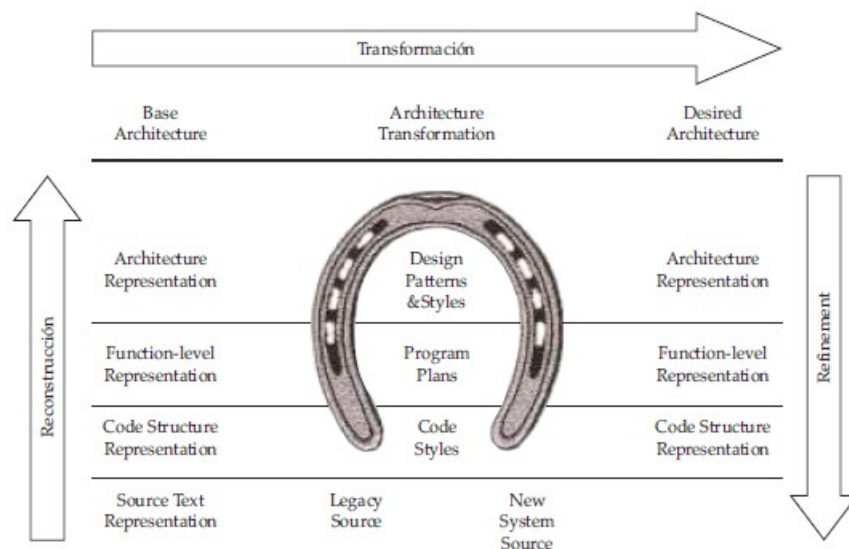 Transformación
Base
Architecture
Architecture
Transformation
Desired
Architecture
Reconstrucción
Architecture
Representation
Design
Patterns
&Styles
Architecture
Representation
Refinement
Function-level
Representation
Program
Plans
Function-level
Representation
Code Structure
Representation
Code
Styles
Code Structure
Representation
Source Text
Representation
Legacy
Source
New
System
Source